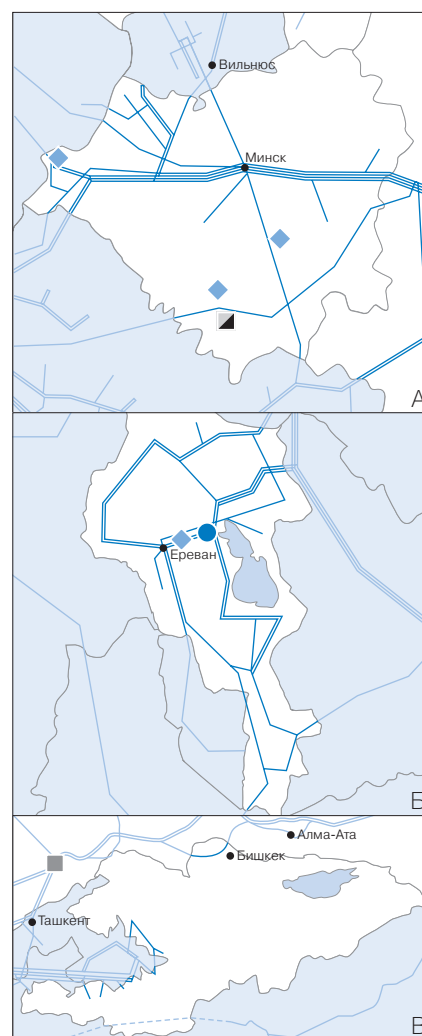 Вильнюс
Минск
А
Ереван
Б
Алма-Ата
Бишкек
Ташкент
В